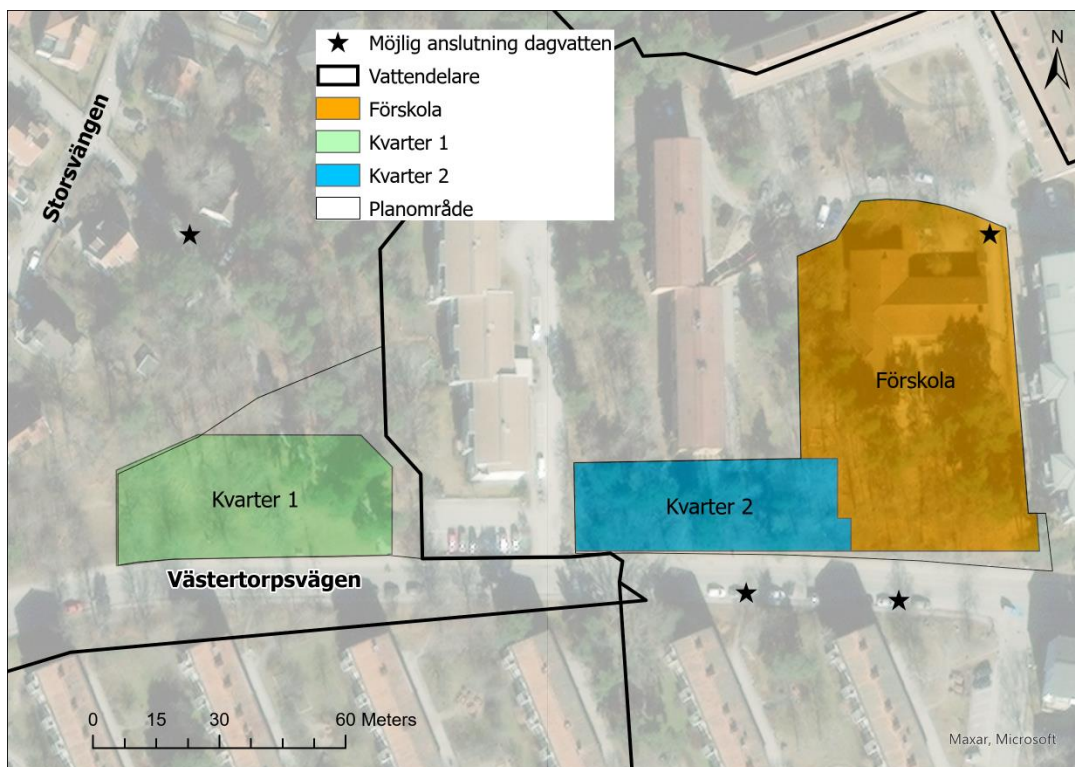 Möjlig anslutning dagvatten
Vattendelare
Förskola
Kvarter 1
Kvarter 2
Planområde
N
Storsvängen
Förskola
Kvarter 1
Kvarter 2
Västertorpsvägen
0 15 30 60 Meters
Maxar, Microsoft